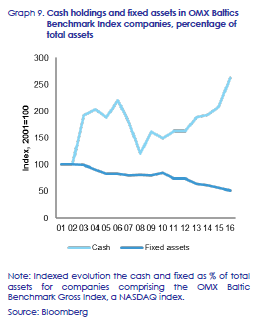 Graph 9. Cash holdings and fixed assets in OMX Baltics
Benchmark Index companies, percentage of
total assets
300
250
200
150
100
50
0
Index, 2001=100
01 02 03 04 05 06 07 08 09 10 11 12 13 14 15 16
Cash Fixed assets
Note: Indexed evolution the cash and fixed as % of total
assets for companies comprising the OMX Baltic
Benchmark Gross Index, a NASDAQ index.
Source: Bloomberg